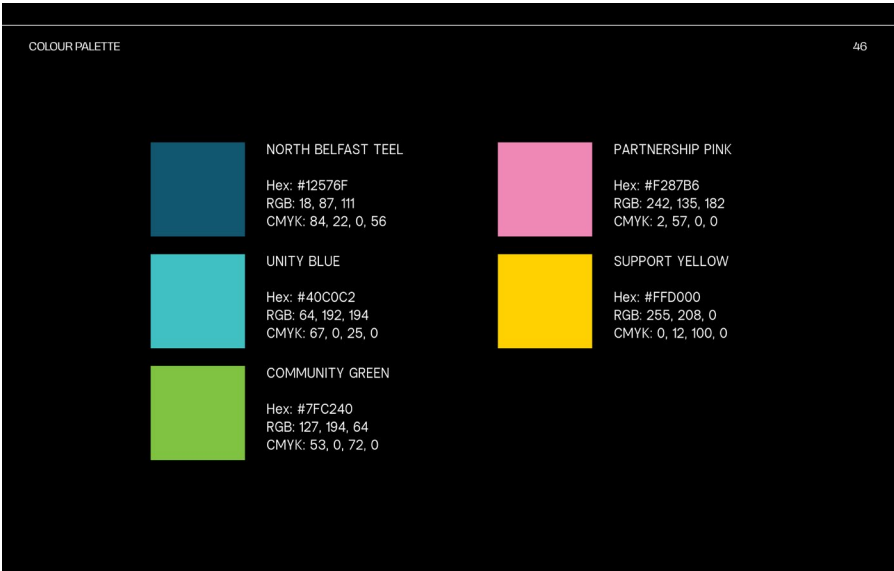 COLOUR PALETTE
46
NORTH BELFAST TEEL
Hex: #12576F
RGB: 18, 87, 111
CMYK: 84, 22, 0, 56
UNITY BLUE
Hex: #40C0C2
RGB: 64, 192, 194
CMYK: 67, 0, 25, 0
COMMUNITY GREEN
Hex: #7FC240
RGB: 127, 194, 64
CMYK: 53, 0, 72, 0
PARTNERSHIP PINK
Hex: #F287B6
RGB: 242, 135, 182
CMYK: 2, 57, 0, 0
SUPPORT YELLOW
Hex: #FFD000
RGB: 255, 208, 0
CMYK: 0, 12, 100, 0